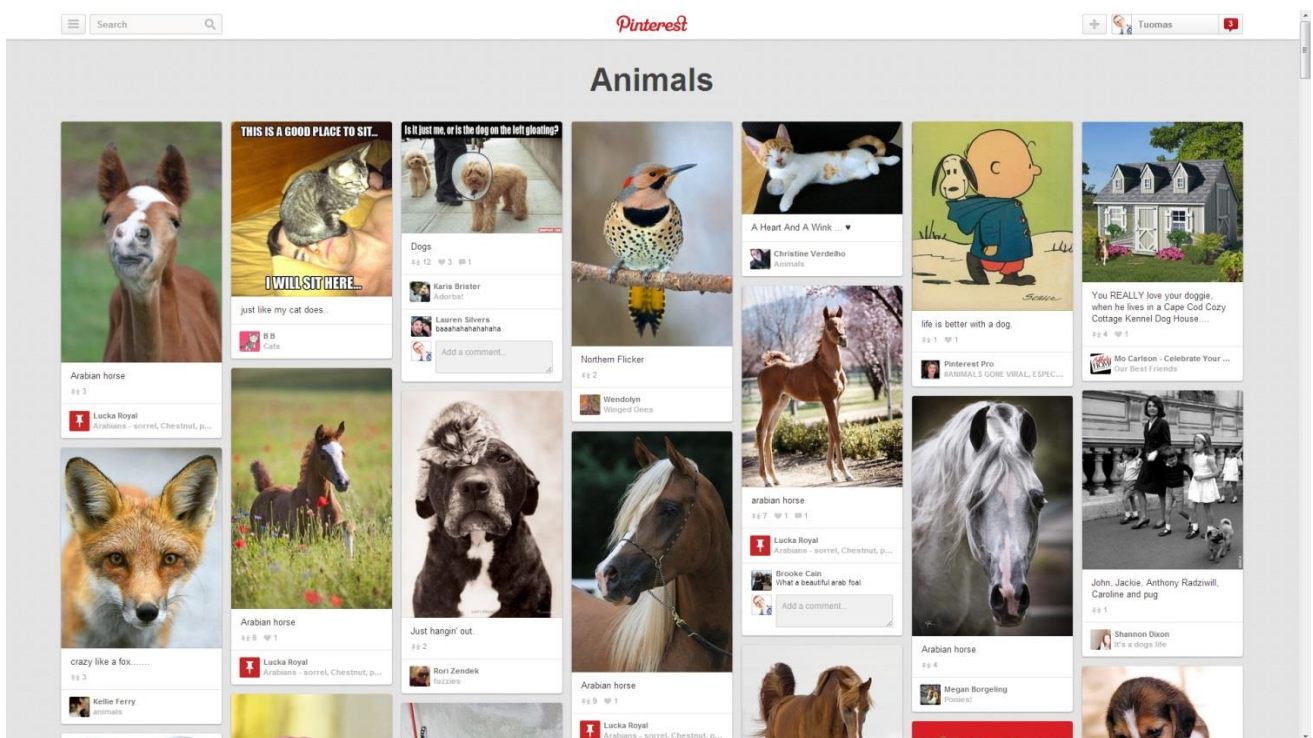 Search
Pinterest
Tuomas
3
Animals
Arabian horse
3
Lucka Royal
Arabians - sorrel, Chestnut, p...
crazy like a fox.......
3
Kellie Ferry
animals
THIS IS A GOOD PLACE TO SIT...
I WILL SIT HERE...
just like my cat does..
B B
Cats
Arabian horse
8 1
Lucka Royal
Arabians - sorrel, Chestnut, p...
Is it just me, or is the dog on the left gloating?
Dogs
12 3 1
Karis Brister
Adorbs!
Lauren Silvers
baaahahahahahaha
Add a comment...
Just hangin' out.
2
Rori Zendek
fuzzies
Northern Flicker
2
Wendolyn
Winged Ones
Arabian horse
9 1
Lucka Royal
Arabians - sorrel, Chestnut, p...
A Heart And A Wink ... ♥
Christine Verdelho
Animals
arabian horse
7 1 1
Lucka Royal
Arabians - sorrel, Chestnut, p...
Brooke Cain
What a beautiful arab foal
Add a comment...
life is better with a dog.
1 1
Pinterest Pro
#ANIMALS GONE VIRAL, ESPEC...
Arabian horse
4
Megan Borgeling
Ponies!
You REALLY love your doggie,
when he lives in a Cape Cod Cozy
Cottage Kennel Dog House....
4 1
Mo Carlson - Celebrate Your ...
Our Best Friends
John, Jackie, Anthony Radziwill,
Caroline and pug
1
Shannon Dixon
It's a dogs life